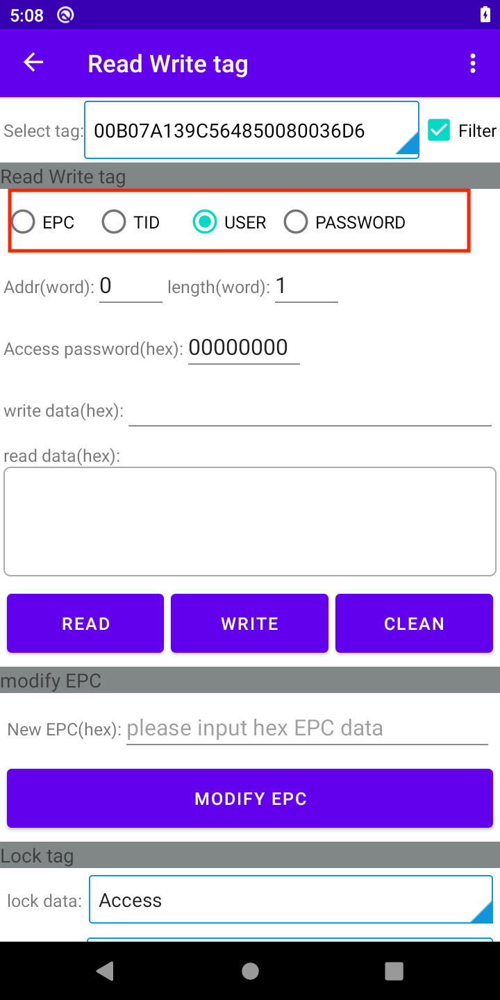 5:08
Read Write tag
Select tag: 00B07A139C564850080036D6 Filter
Read Write tag
EPC TID USER PASSWORD
Addr(word): 0 length(word): 1
Access password(hex): 00000000
write data(hex):
read data(hex):
READ WRITE CLEAN
modify EPC
New EPC(hex): please input hex EPC data
MODIFY EPC
Lock tag
lock data: Access